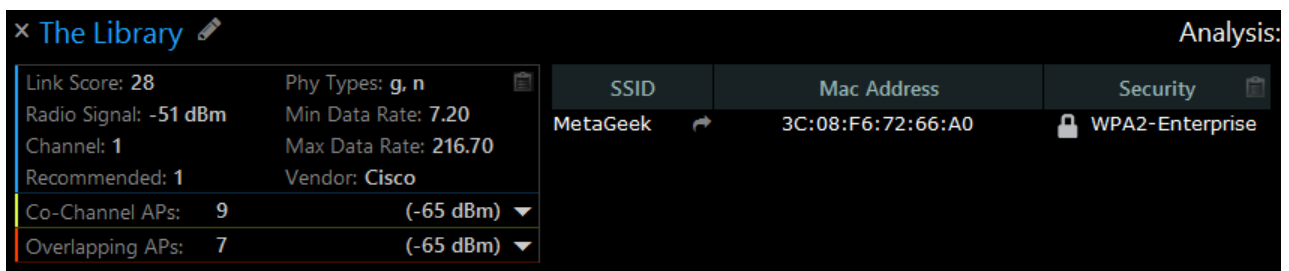 × The Library
Analysis:
Link Score: 28 Phy Types: g, n
Radio Signal: -51 dBm Min Data Rate: 7.20
Channel: 1 Max Data Rate: 216.70
Recommended: 1 Vendor: Cisco
Co-Channel APs: 9 (-65 dBm)
Overlapping APs: 7 (-65 dBm)
SSID Mac Address Security
MetaGeek 3C:08:F6:72:66:A0 WPA2-Enterprise